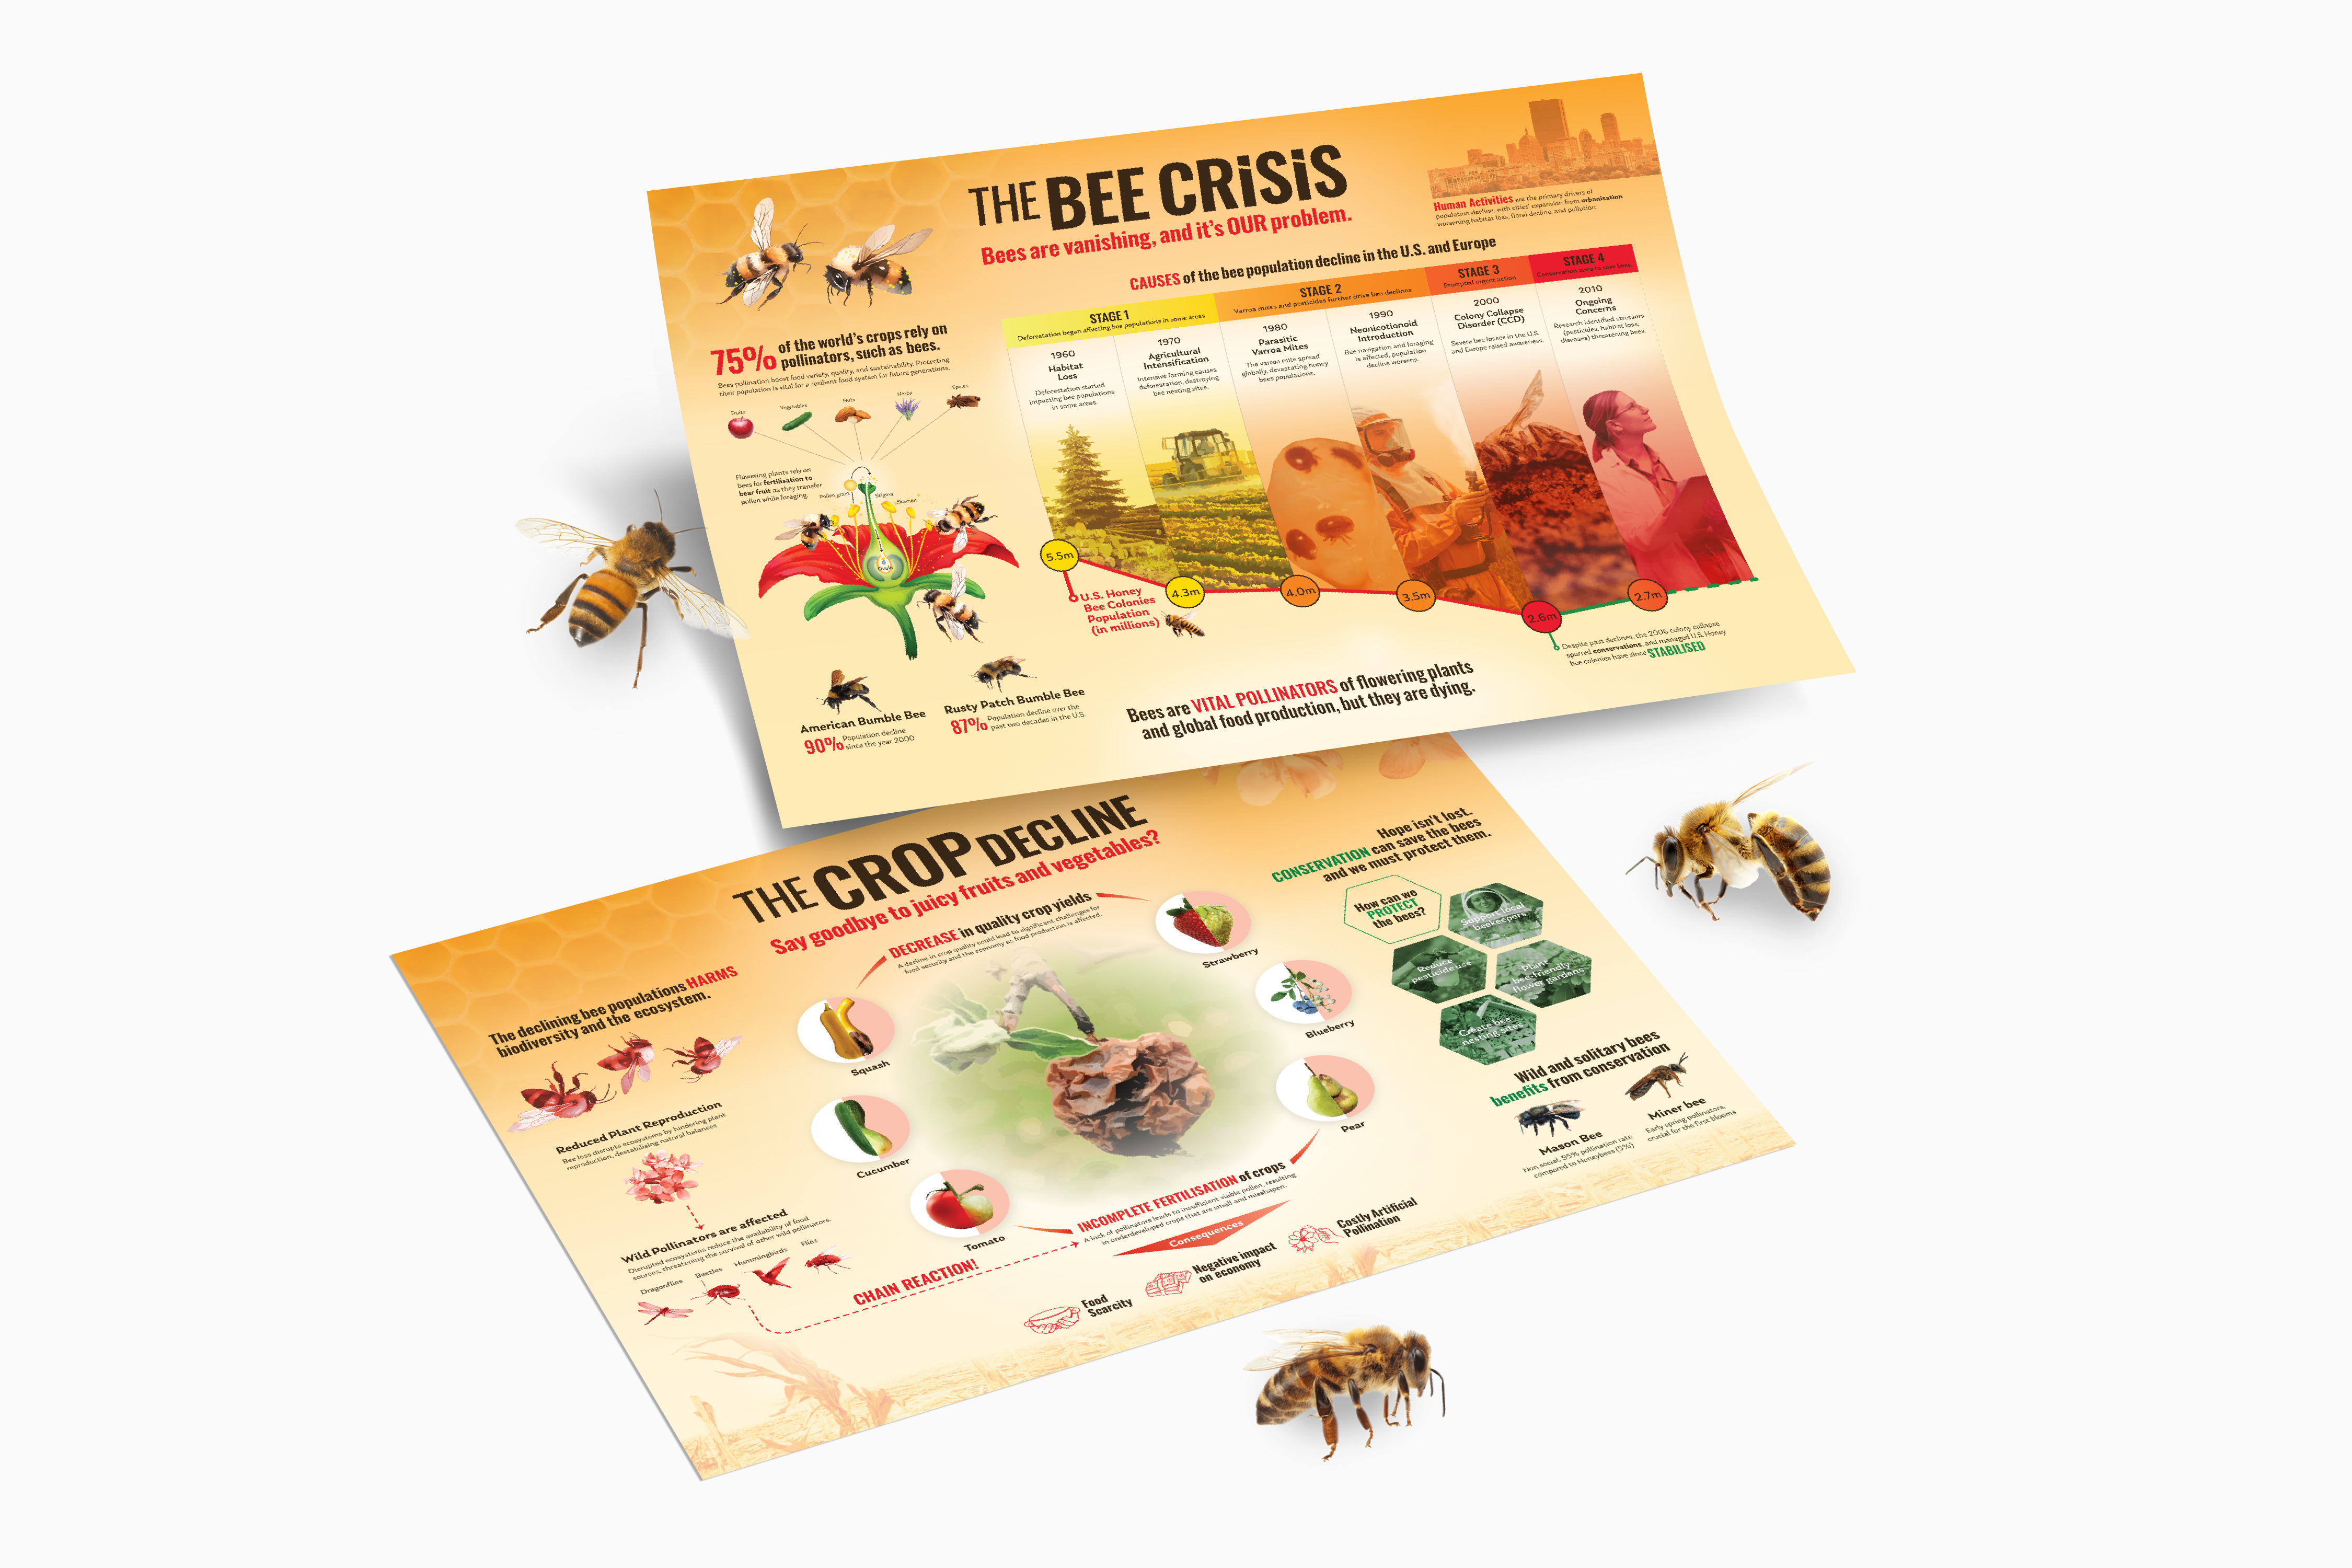 THE BEE CRiSiS
Bees are vanishing, and it's OUR problem.
Human Activities are the primary drivers of
population decline, with cities' expansion from urbanisation
worsening habitat loss, floral decline, and pollution.
75% of the world's crops rely on
pollinators, such as bees.
Bees pollination boost food variety, quality, and sustainability. Protecting
their population is vital for a resilient food system for future generations.
Fruits
Vegetables
Nuts
Herbs
Spices
Flowering plants rely on
bees for fertilisation to
bear fruit as they transfer
pollen while foraging.
Pollen grain
Stigma
Stamen
Ovule
American Bumble Bee
90% Population decline
since the year 2000
Rusty Patch Bumble Bee
87% Population decline over the
past two decades in the U.S.
CAUSES of the bee population decline in the U.S. and Europe
STAGE 1
Deforestation began affecting bee populations in some areas
STAGE 2
Varroa mites and pesticides further drive bee declines
STAGE 3
Prompted urgent action
STAGE 4
Conservation aims to save bees
1960
Habitat
Loss
Deforestation started
impacting bee populations
in some areas.
1970
Agricultural
Intensification
Intensive farming causes
deforestation, destroying
bee nesting sites.
1980
Parasitic
Varroa Mites
The varroa mite spread
globally, devastating honey
bees populations.
1990
Neonicotionoid
Introduction
Bee navigation and foraging
is affected, population
decline worsens.
2000
Colony Collapse
Disorder (CCD)
Severe bee losses in the U.S.
and Europe raised awareness.
2010
Ongoing
Concerns
Research identified stressors
(pesticides, habitat loss,
diseases) threatening bees
5.5m
4.3m
4.0m
3.5m
2.6m
2.7m
U.S. Honey
Bee Colonies
Population
(in millions)
Despite past declines, the 2006 colony collapse
spurred conservations, and managed U.S. Honey
bee colonies have since STABILISED
Bees are VITAL POLLINATORS of flowering plants
and global food production, but they are dying.
THE CROP DECLINE
Say goodbye to juicy fruits and vegetables?
The declining bee populations HARMS
biodiversity and the ecosystem.
Reduced Plant Reproduction
Bee loss disrupts ecosystems by hindering plant
reproduction, destabilising natural balances
Wild Pollinators are affected
Disrupted ecosystems reduce the availability of food
sources, threatening the survival of other wild pollinators.
Dragonflies
Beetles
Hummingbirds
Flies
CHAIN REACTION!
DECREASE in quality crop yields
A decline in crop quality could lead to significant challenges for
food security and the economy as food production is affected.
Squash
Cucumber
Tomato
Strawberry
Blueberry
Pear
INCOMPLETE FERTILISATION of crops
A lack of pollinators leads to insufficient viable pollen, resulting
in underdeveloped crops that are small and misshapen.
Consequences
Food
Scarcity
Negative impact
on economy
Costly Artificial
Pollination
Hope isn't lost.
CONSERVATION can save the bees
and we must protect them.
How can we
PROTECT
the bees?
Support local
beekeepers
Reduce
pesticide use
Plant
bee-friendly
flower gardens
Create bee
nesting sites
Wild and solitary bees
benefits from conservation
Mason Bee
Non social, 95% pollination rate
compared to Honeybees (5%)
Miner bee
Early spring pollinators,
crucial for the first blooms